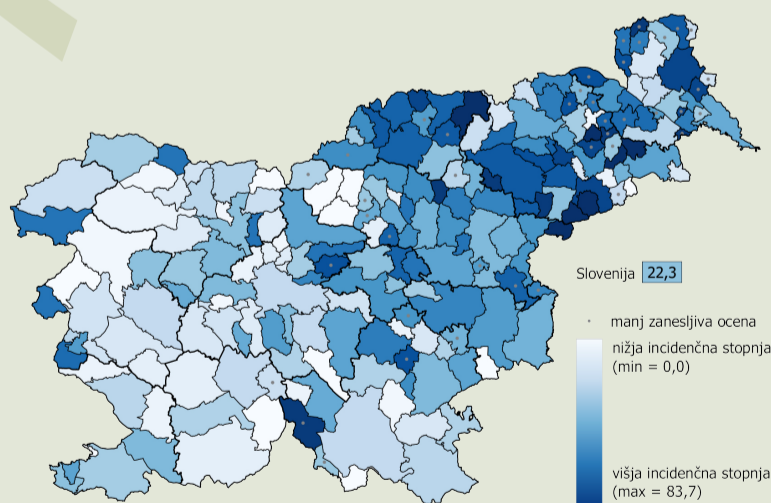 Slovenija 22,3
manj zanesljiva ocena
nižja incidenčna stopnja
(min = 0,0)
višja incidenčna stopnja
(max = 83,7)